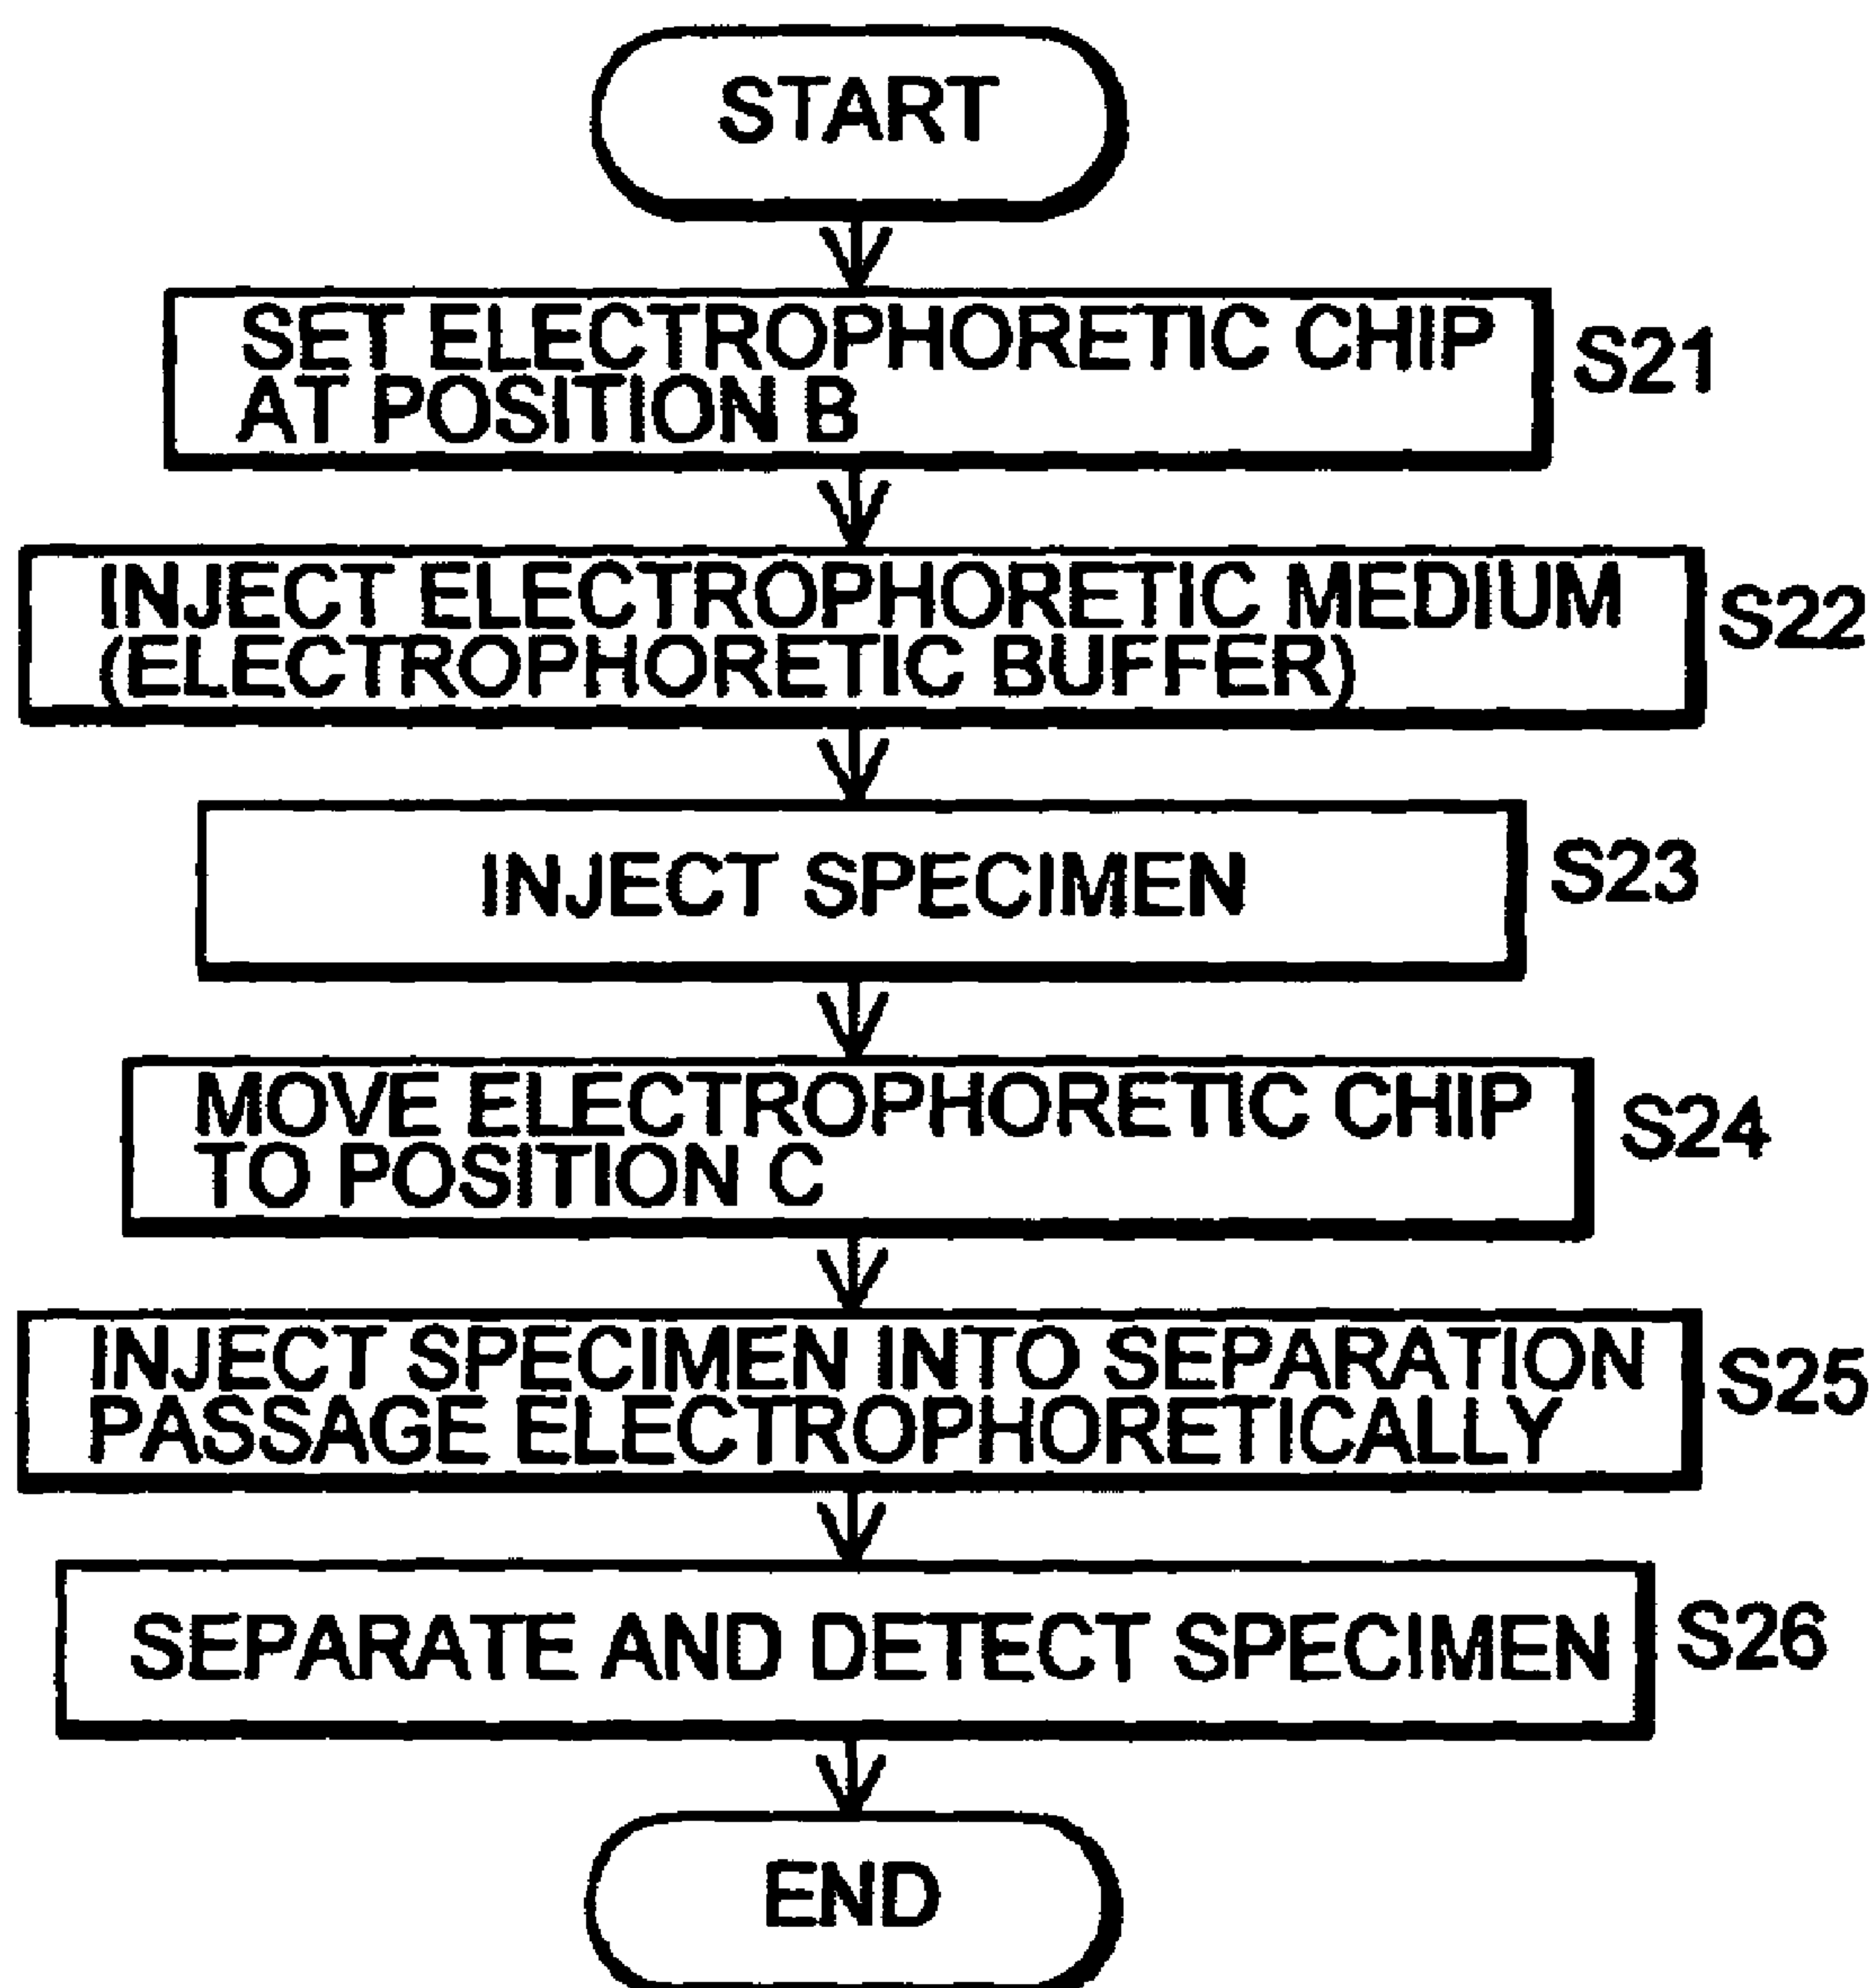 START
SET ELECTROPHORETIC CHIP
AT POSITION B
S21
INJECT ELECTROPHORETIC MEDIUM
(ELECTROPHORETIC BUFFER)
S22
INJECT SPECIMEN
S23
MOVE ELECTROPHORETIC CHIP
TO POSITION C
S24
INJECT SPECIMEN INTO SEPARATION
PASSAGE ELECTROPHORETICALLY
S25
SEPARATE AND DETECT SPECIMEN
S26
END